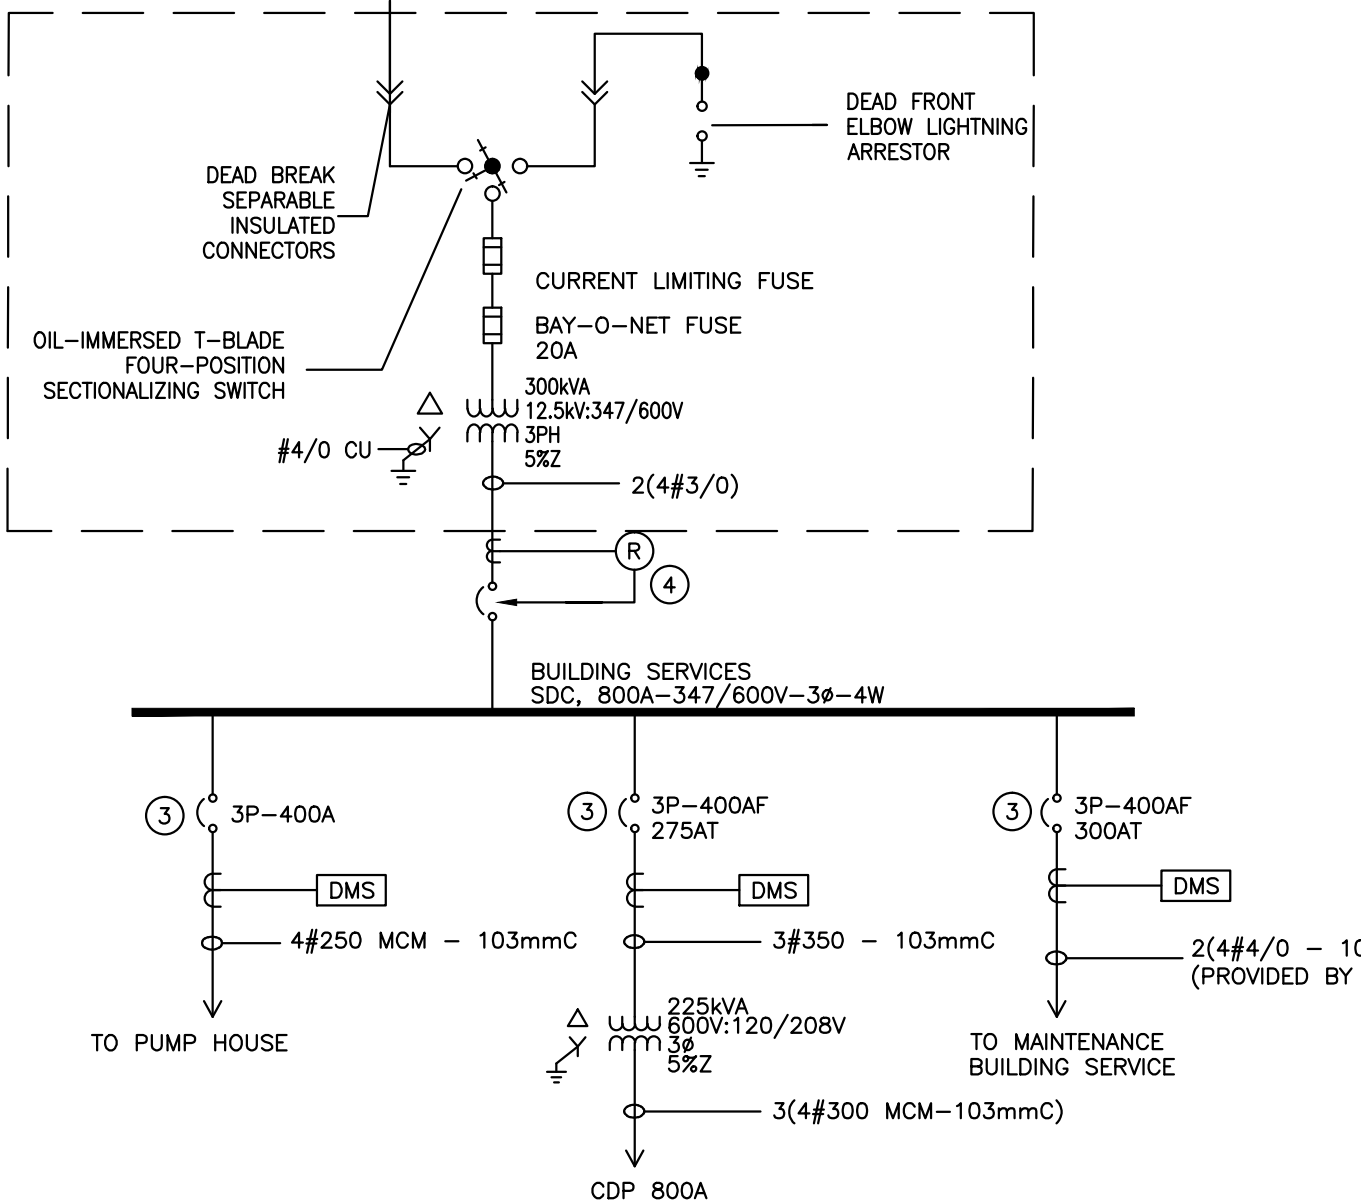 DEAD FRONT
ELBOW LIGHTNING
ARRESTOR
DEAD BREAK
SEPARABLE
INSULATED
CONNECTORS
CURRENT LIMITING FUSE
BAY-O-NET FUSE
20A
OIL-IMMERSED T-BLADE
FOUR-POSITION
SECTIONALIZING SWITCH
300kVA
12.5kV:347/600V
3PH
5%Z
#4/0 CU
2(4#3/0)
R
4
BUILDING SERVICES
SDC, 800A-347/600V-3ø-4W
3
3P-400A
3
3P-400AF
275AT
3
3P-400AF
300AT
DMS
DMS
DMS
4#250 MCM - 103mmC
3#350 - 103mmC
2(4#4/0 - 10
(PROVIDED BY
TO PUMP HOUSE
225kVA
600V:120/208V
3ø
5%Z
TO MAINTENANCE
BUILDING SERVICE
3(4#300 MCM-103mmC)
CDP 800A